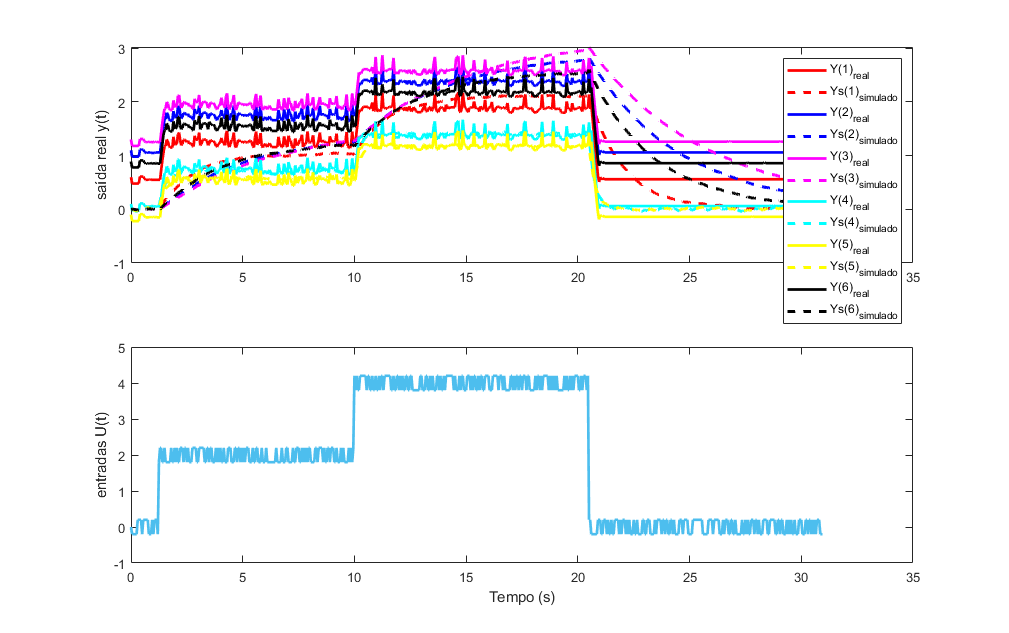 saída real y(t)
3
2
1
0
-1
0
5
10
15
20
25
30
35
Y(1)real
Ys(1)simulado
Y(2)real
Ys(2)simulado
Y(3)real
Ys(3)simulado
Y(4)real
Ys(4)simulado
Y(5)real
Ys(5)simulado
Y(6)real
Ys(6)simulado
entradas U(t)
5
4
3
2
1
0
-1
0
5
10
15
20
25
30
35
Tempo (s)